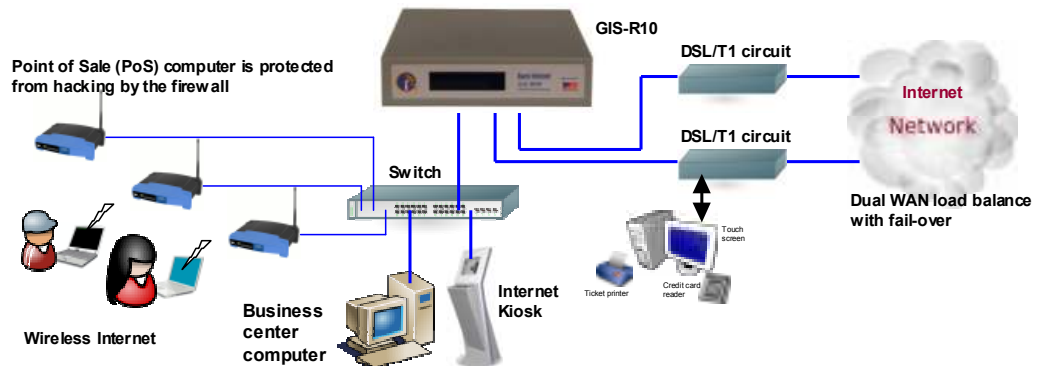 GIS-R10
DSL/T1 circuit
Point of Sale (PoS) computer is protected
from hacking by the firewall
Internet
Network
DSL/T1 circuit
Switch
Dual WAN load balance
with fail-over
Touch
screen
Ticket printer
Credit card
reader
Internet
Kiosk
Business
center
computer
Wireless Internet